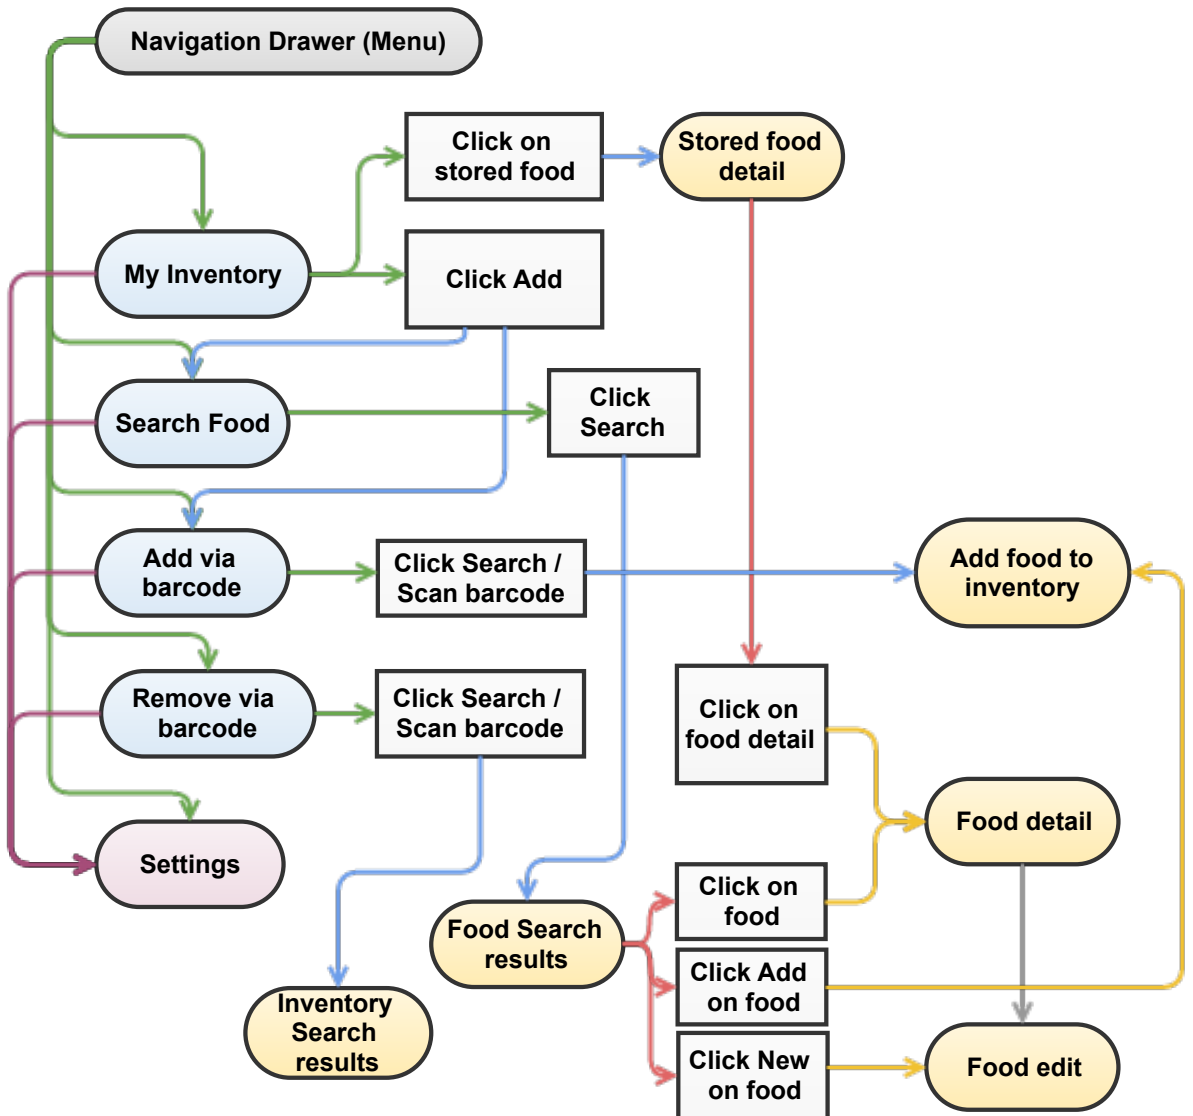 Navigation Drawer (Menu)
Click on
stored food
Stored food
detail
My Inventory
Click Add
Search Food
Click
Search
Add via
barcode
Click Search /
Scan barcode
Add food to
inventory
Remove via
barcode
Click Search /
Scan barcode
Click on
food detail
Food detail
Settings
Click on
food
Food Search
results
Click Add
on food
Inventory
Search
results
Click New
on food
Food edit